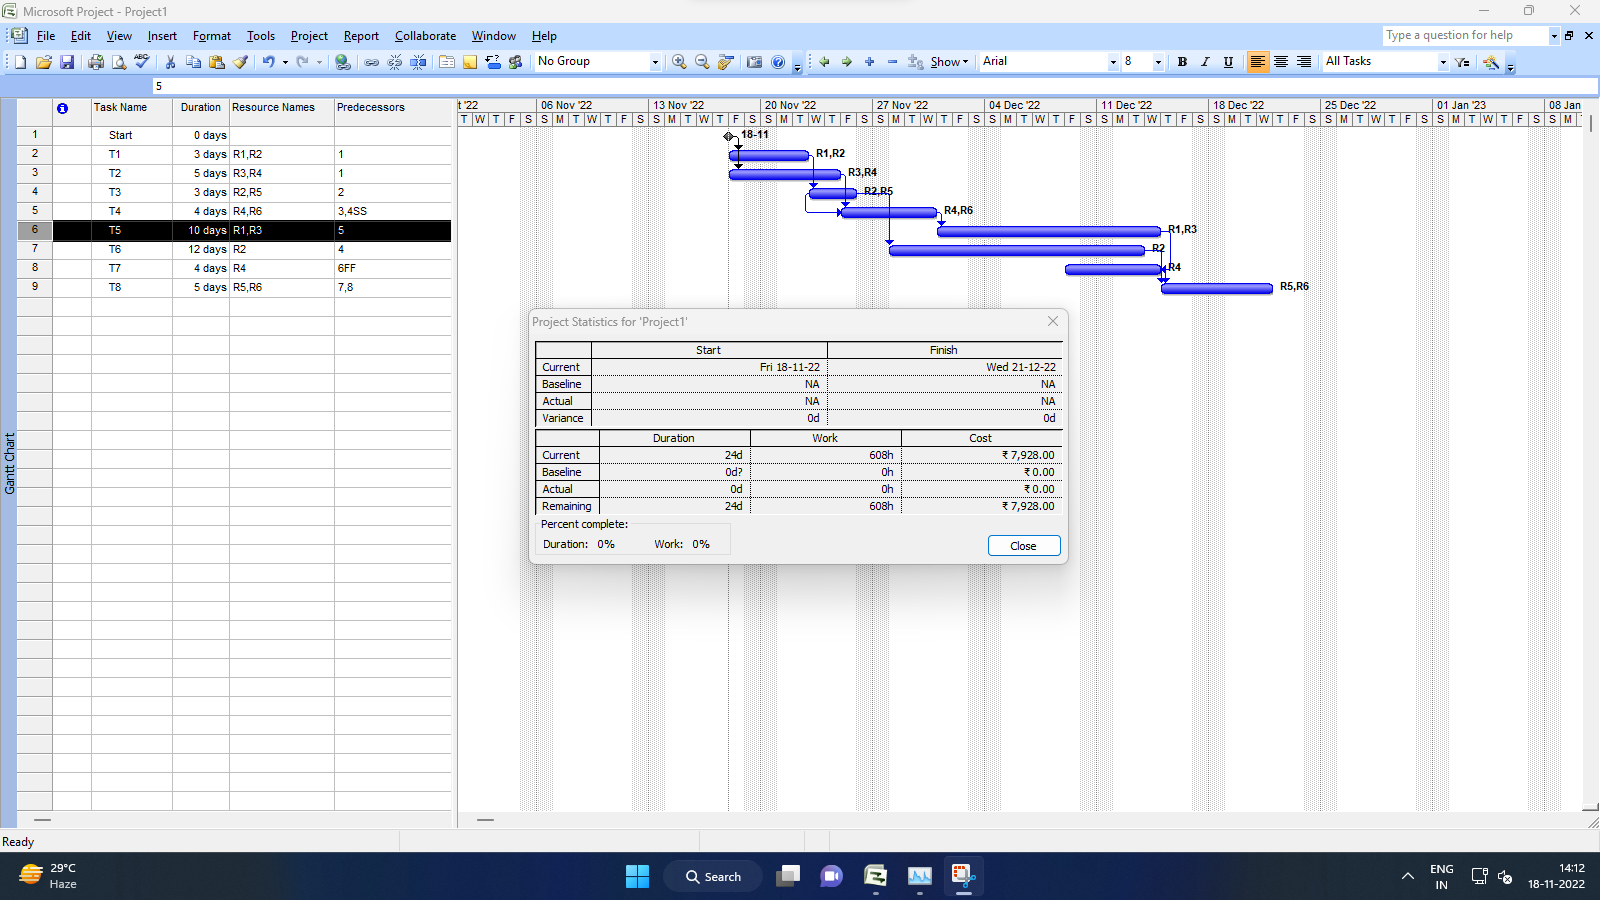 Microsoft Project - Project1
File Edit View Insert Format Tools Project Report Collaborate Window Help
Type a question for help
No Group
Show
Arial
8
B I U
All Tasks
5
Task Name Duration Resource Names Predecessors
1 Start 0 days
2 T1 3 days R1,R2 1
3 T2 5 days R3,R4 1
4 T3 3 days R2,R5 2
5 T4 4 days R4,R6 3,4SS
6 T5 10 days R1,R3 5
7 T6 12 days R2 4
8 T7 4 days R4 6FF
9 T8 5 days R5,R6 7,8
t '22 06 Nov '22 13 Nov '22 20 Nov '22 27 Nov '22 04 Dec '22 11 Dec '22 18 Dec '22 25 Dec '22 01 Jan '23 08 Jan
T W T F S S M T W T F S S M T W T F S S M T W T F S S M T W T F S S M T W T F S S M T W T F S S M T W T F S S M T W T F S S M T W T F S S M T
18-11
R1,R2
R3,R4
R2,R5
R4,R6
R1,R3
R2
R4
R5,R6
Gantt Chart
Project Statistics for 'Project1'
Start Finish
Current Fri 18-11-22 Wed 21-12-22
Baseline NA NA
Actual NA NA
Variance 0d 0d
Duration Work Cost
Current 24d 608h ₹ 7,928.00
Baseline 0d? 0h ₹ 0.00
Actual 0d 0h ₹ 0.00
Remaining 24d 608h ₹ 7,928.00
Percent complete:
Duration: 0% Work: 0%
Close
Ready
29°C
Haze
Search
ENG
IN
14:12
18-11-2022